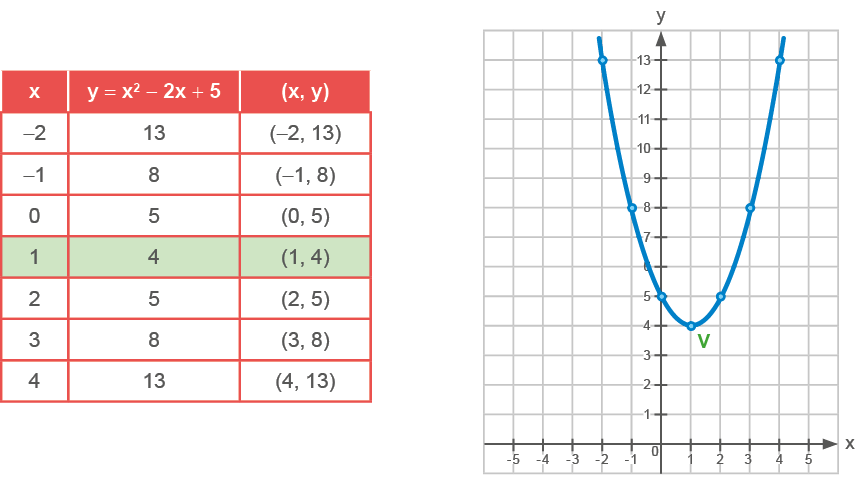 x y = x² – 2x + 5 (x, y)
–2 13 (–2, 13)
–1 8 (–1, 8)
0 5 (0, 5)
1 4 (1, 4)
2 5 (2, 5)
3 8 (3, 8)
4 13 (4, 13)
y
13
12
11
10
9
8
7
6
5
4
V
3
2
1
x
0
-5 -4 -3 -2 -1 1 2 3 4 5